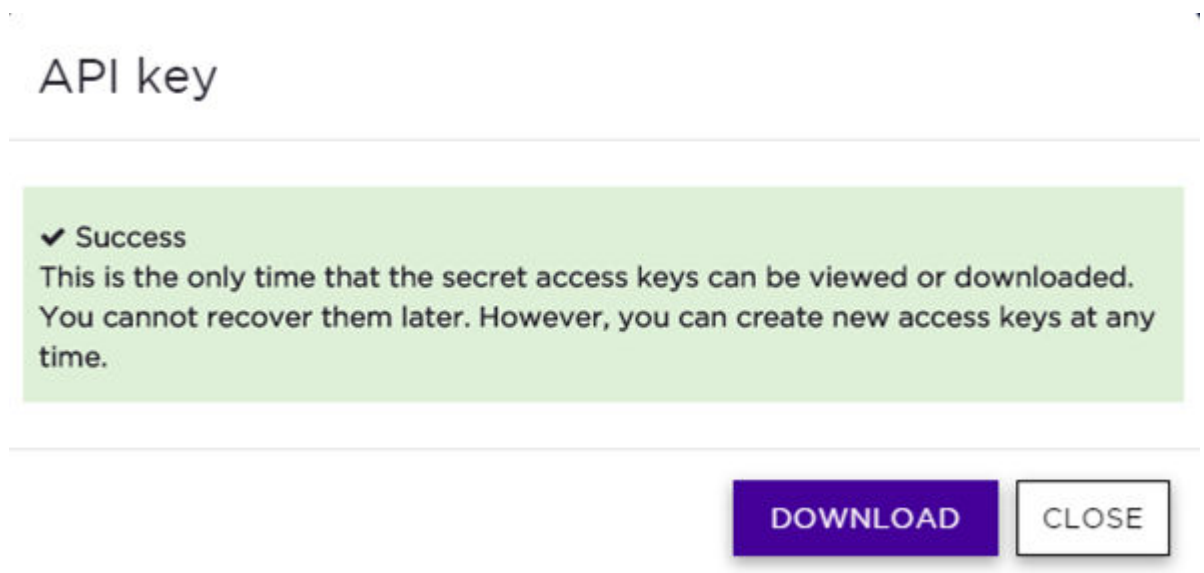 API key
✔ Success
This is the only time that the secret access keys can be viewed or downloaded.
You cannot recover them later. However, you can create new access keys at any
time.
DOWNLOAD
CLOSE